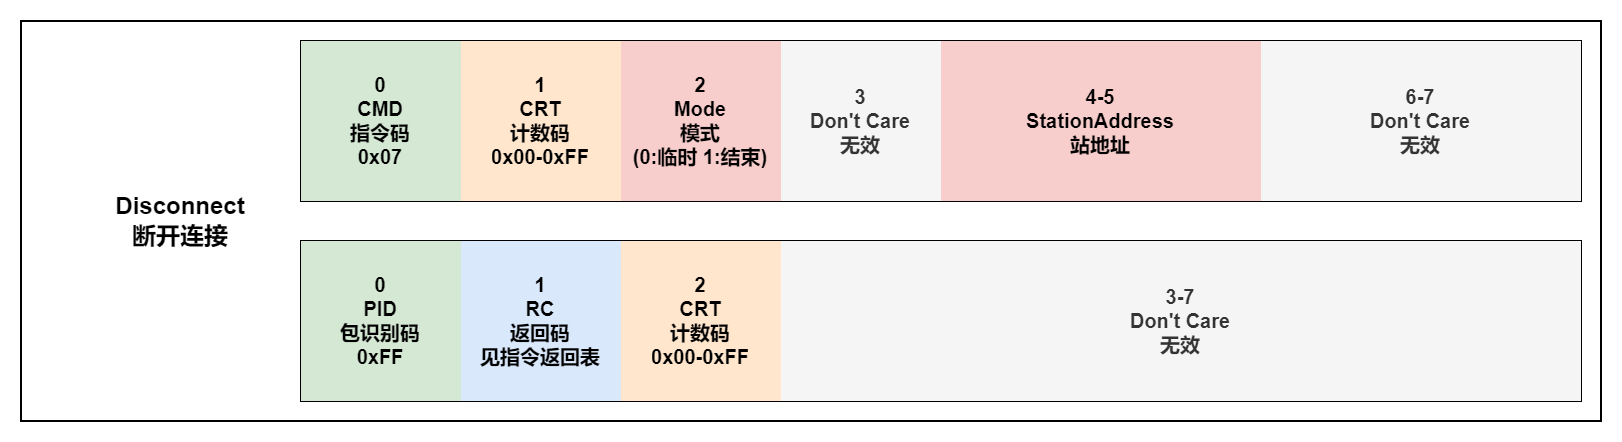 Disconnect
断开连接
0
CMD
指令码
0x07
1
CRT
计数码
0x00-0xFF
2
Mode
模式
(0:临时 1:结束)
3
Don't Care
无效
4-5
StationAddress
站地址
6-7
Don't Care
无效
0
PID
包识别码
0xFF
1
RC
返回码
见指令返回表
2
CRT
计数码
0x00-0xFF
3-7
Don't Care
无效